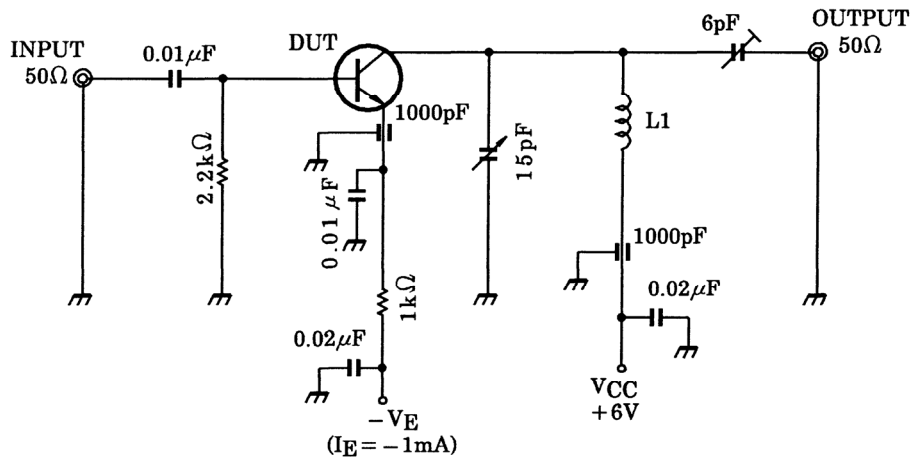 INPUT
50Ω
0.01μF
DUT
6pF
OUTPUT
50Ω
1000pF
2.2kΩ
0.01μF
15pF
L1
1000pF
1kΩ
0.02μF
0.02μF
−VE
(IE=−1mA)
VCC
+6V